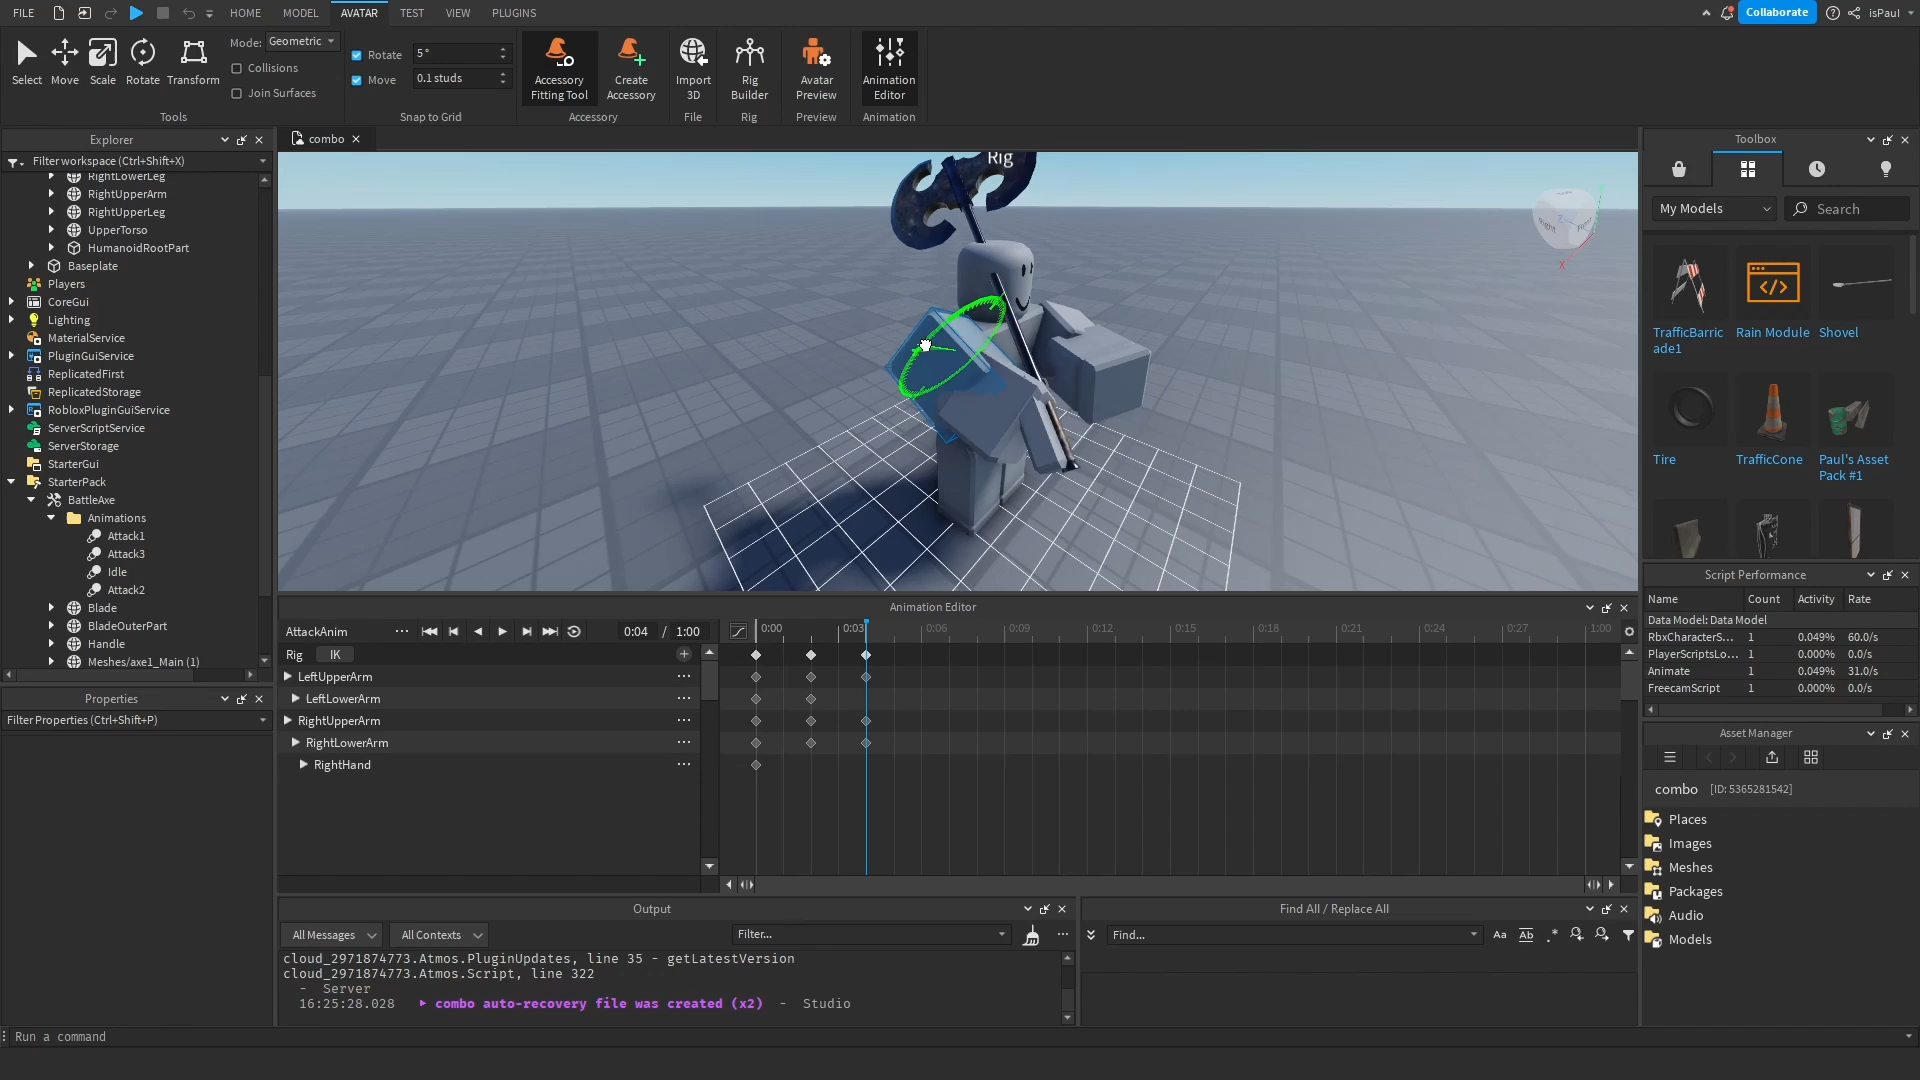 FILE
HOME
MODEL
AVATAR
TEST
VIEW
PLUGINS
Collaborate
isPaul
Select
Move
Scale
Rotate
Transform
Mode:
Geometric
Collisions
Join Surfaces
Rotate
5 °
Move
0.1 studs
Accessory
Fitting Tool
Create
Accessory
Import
3D
Rig
Builder
Avatar
Preview
Animation
Editor
Tools
Snap to Grid
Accessory
File
Rig
Preview
Animation
Explorer
Filter workspace (Ctrl+Shift+X)
RightLowerLeg
RightUpperArm
RightUpperLeg
UpperTorso
HumanoidRootPart
Baseplate
Players
CoreGui
Lighting
MaterialService
PluginGuiService
ReplicatedFirst
ReplicatedStorage
RobloxPluginGuiService
ServerScriptService
ServerStorage
StarterGui
StarterPack
BattleAxe
Animations
Attack1
Attack3
Idle
Attack2
Blade
BladeOuterPart
Handle
Meshes/axe1_Main (1)
Properties
Filter Properties (Ctrl+Shift+P)
combo
Rig
Right
X
Animation Editor
AttackAnim
0:04 / 1:00
0:00
0:03
0:06
0:09
0:12
0:15
0:18
0:21
0:24
0:27
1:00
Rig
IK
LeftUpperArm
LeftLowerArm
RightUpperArm
RightLowerArm
RightHand
Output
All Messages
All Contexts
Filter...
cloud_2971874773.Atmos.PluginUpdates, line 35 - getLatestVersion
cloud_2971874773.Atmos.Script, line 322
- Server
16:25:28.028
combo auto-recovery file was created (x2) - Studio
Find All / Replace All
Find...
Aa
Ab
.*
Toolbox
My Models
Search
TrafficBarric
ade1
Rain Module
Shovel
Tire
TrafficCone
Paul's Asset
Pack #1
Script Performance
Name
Count
Activity
Rate
Data Model: Data Model
RbxCharacterS... 1 0.049% 60.0/s
PlayerScriptsLo... 1 0.000% 0.0/s
Animate 1 0.049% 31.0/s
FreecamScript 1 0.000% 0.0/s
Asset Manager
combo [ID: 5365281542]
Places
Images
Meshes
Packages
Audio
Models
Run a command